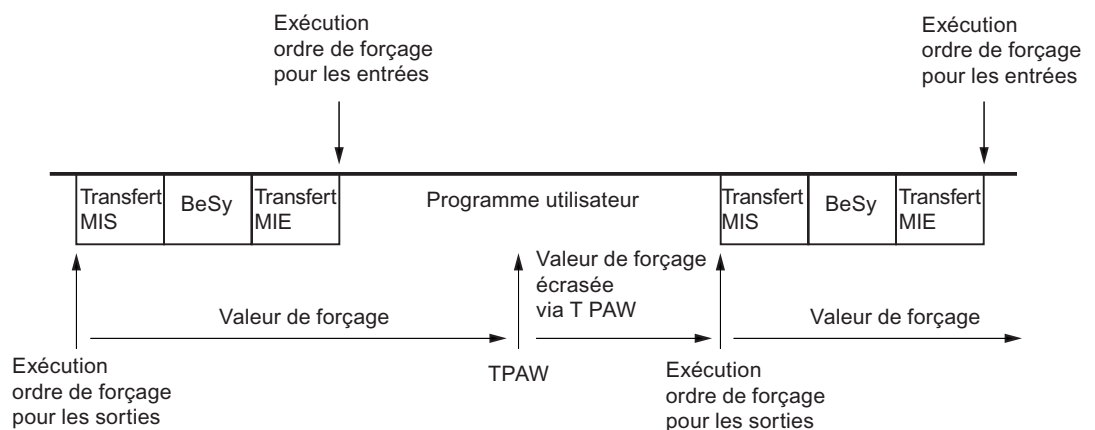 Exécution
ordre de forçage
pour les entrées
Exécution
ordre de forçage
pour les entrées
Transfert
MIS
BeSy
Transfert
MIE
Programme utilisateur
Transfert
MIS
BeSy
Transfert
MIE
Valeur de forçage
écrasée
via T PAW
Valeur de forçage
Valeur de forçage
Exécution
ordre de forçage
pour les sorties
TPAW
Exécution
ordre de forçage
pour les sorties